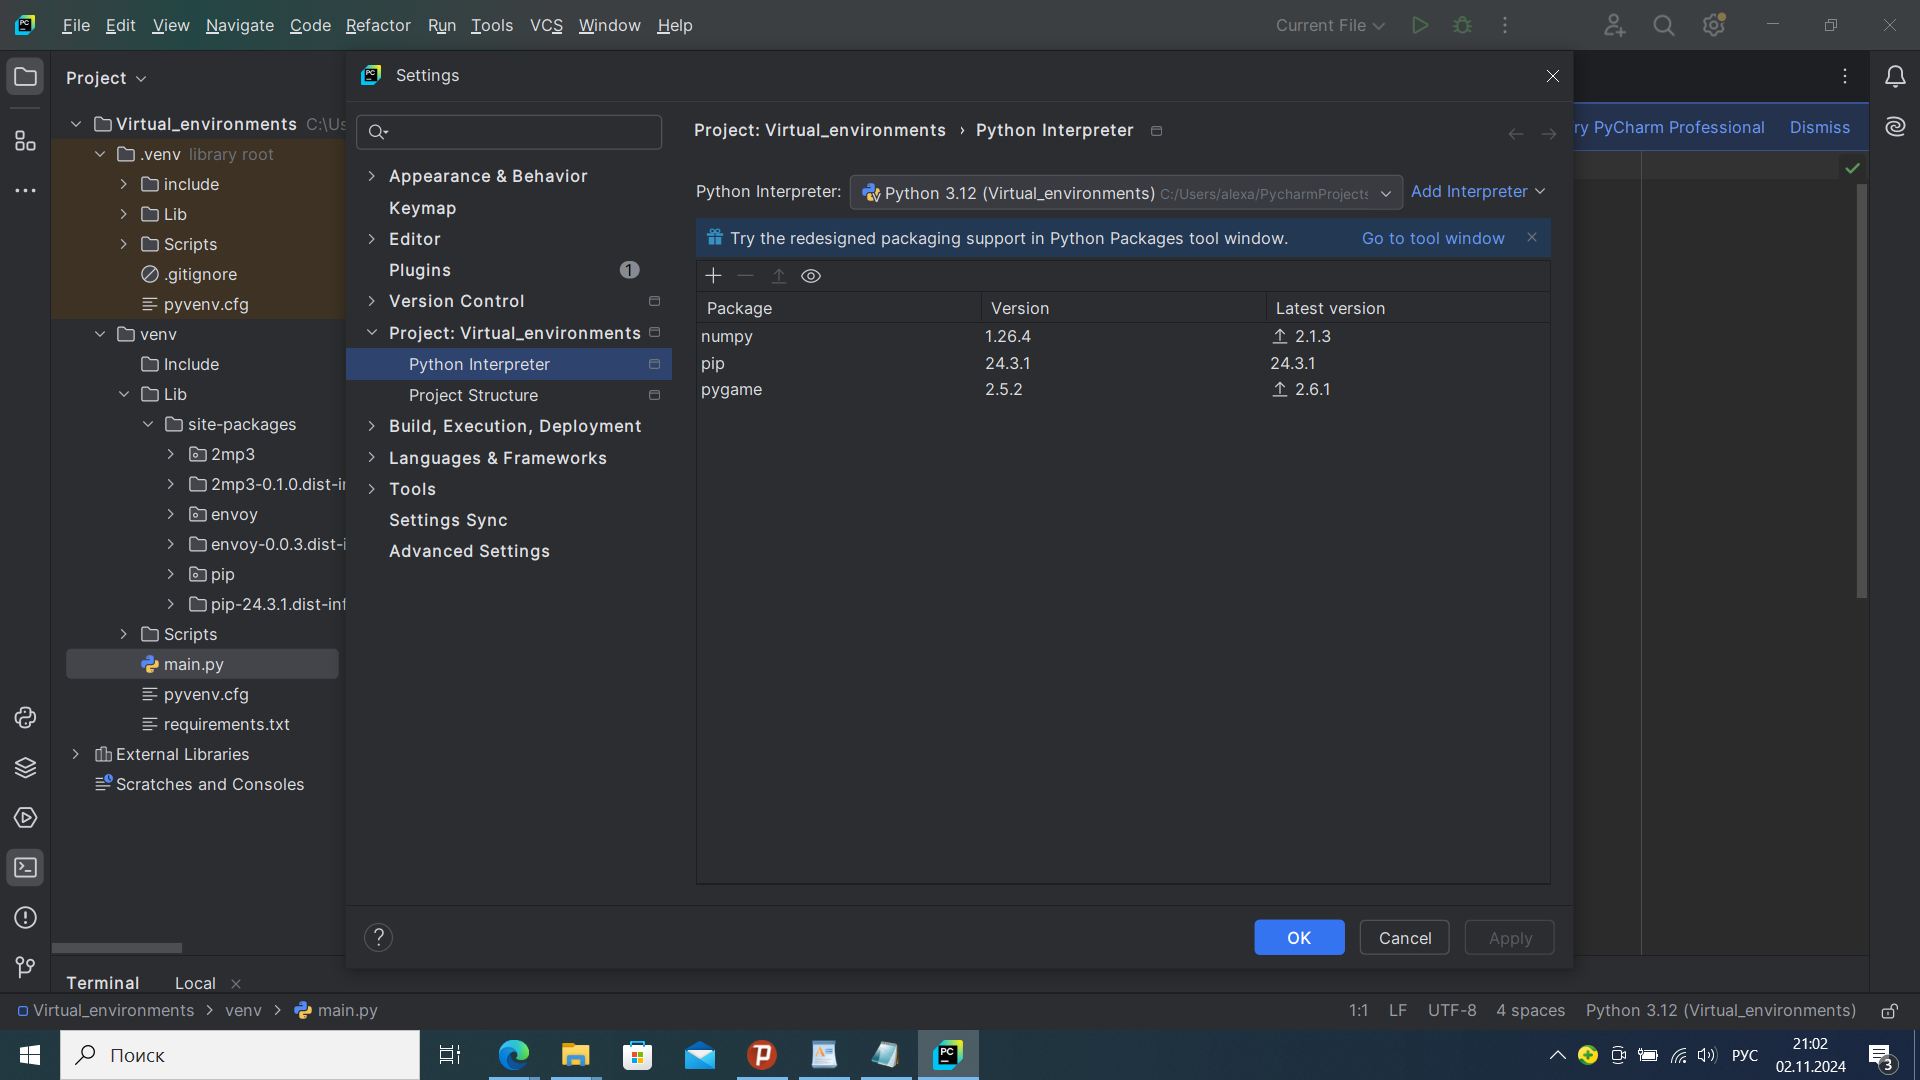 File Edit View Navigate Code Refactor Run Tools VCS Window Help
Current File
Project
Virtual_environments C:\Us
.venv library root
include
Lib
Scripts
.gitignore
pyvenv.cfg
venv
Include
Lib
site-packages
2mp3
2mp3-0.1.0.dist-i
envoy
envoy-0.0.3.dist-i
pip
pip-24.3.1.dist-inf
Scripts
main.py
pyvenv.cfg
requirements.txt
External Libraries
Scratches and Consoles
Settings
Appearance & Behavior
Keymap
Editor
Plugins 1
Version Control
Project: Virtual_environments
Python Interpreter
Project Structure
Build, Execution, Deployment
Languages & Frameworks
Tools
Settings Sync
Advanced Settings
Project: Virtual_environments › Python Interpreter
Python Interpreter: Python 3.12 (Virtual_environments) C:/Users/alexa/PycharmProjects Add Interpreter
Try the redesigned packaging support in Python Packages tool window. Go to tool window
Package Version Latest version
numpy 1.26.4 2.1.3
pip 24.3.1 24.3.1
pygame 2.5.2 2.6.1
? OK Cancel Apply
ry PyCharm Professional Dismiss
Terminal Local
Virtual_environments > venv > main.py
1:1 LF UTF-8 4 spaces Python 3.12 (Virtual_environments)
Поиск
PC
РУС
21:02
02.11.2024
3